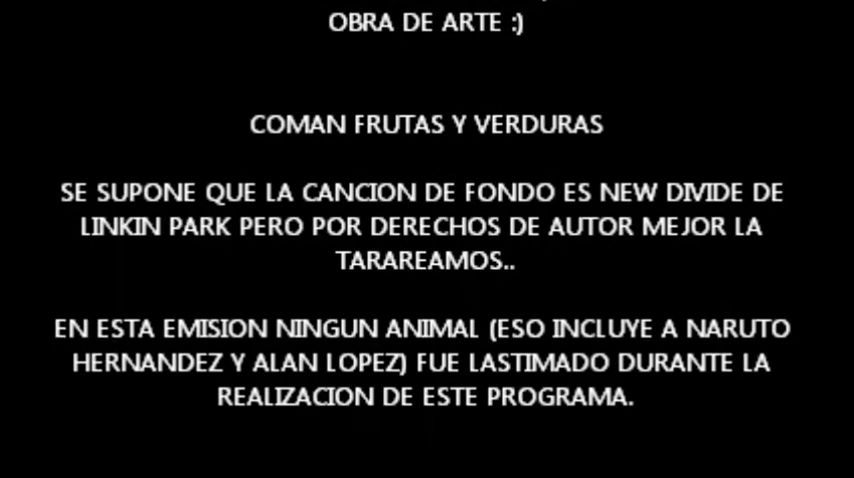 OBRA DE ARTE :)
COMAN FRUTAS Y VERDURAS
SE SUPONE QUE LA CANCION DE FONDO ES NEW DIVIDE DE
LINKIN PARK PERO POR DERECHOS DE AUTOR MEJOR LA
TARAREAMOS..
EN ESTA EMISION NINGUN ANIMAL (ESO INCLUYE A NARUTO
HERNANDEZ Y ALAN LOPEZ) FUE LASTIMADO DURANTE LA
REALIZACION DE ESTE PROGRAMA.